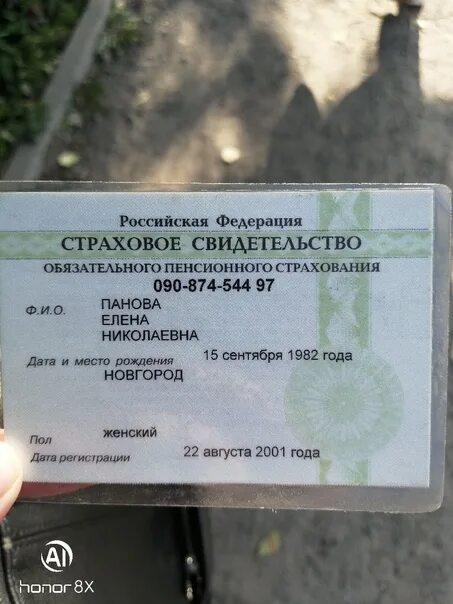 Российская Федерация
СТРАХОВОЕ СВИДЕТЕЛЬСТВО
ОБЯЗАТЕЛЬНОГО ПЕНСИОННОГО СТРАХОВАНИЯ
090-874-544 97
Ф.И.О. ПАНОВА
ЕЛЕНА
НИКОЛАЕВНА
Дата и место рождения 15 сентября 1982 года
НОВГОРОД
Пол женский
Дата регистрации 22 августа 2001 года
AI
honor 8X